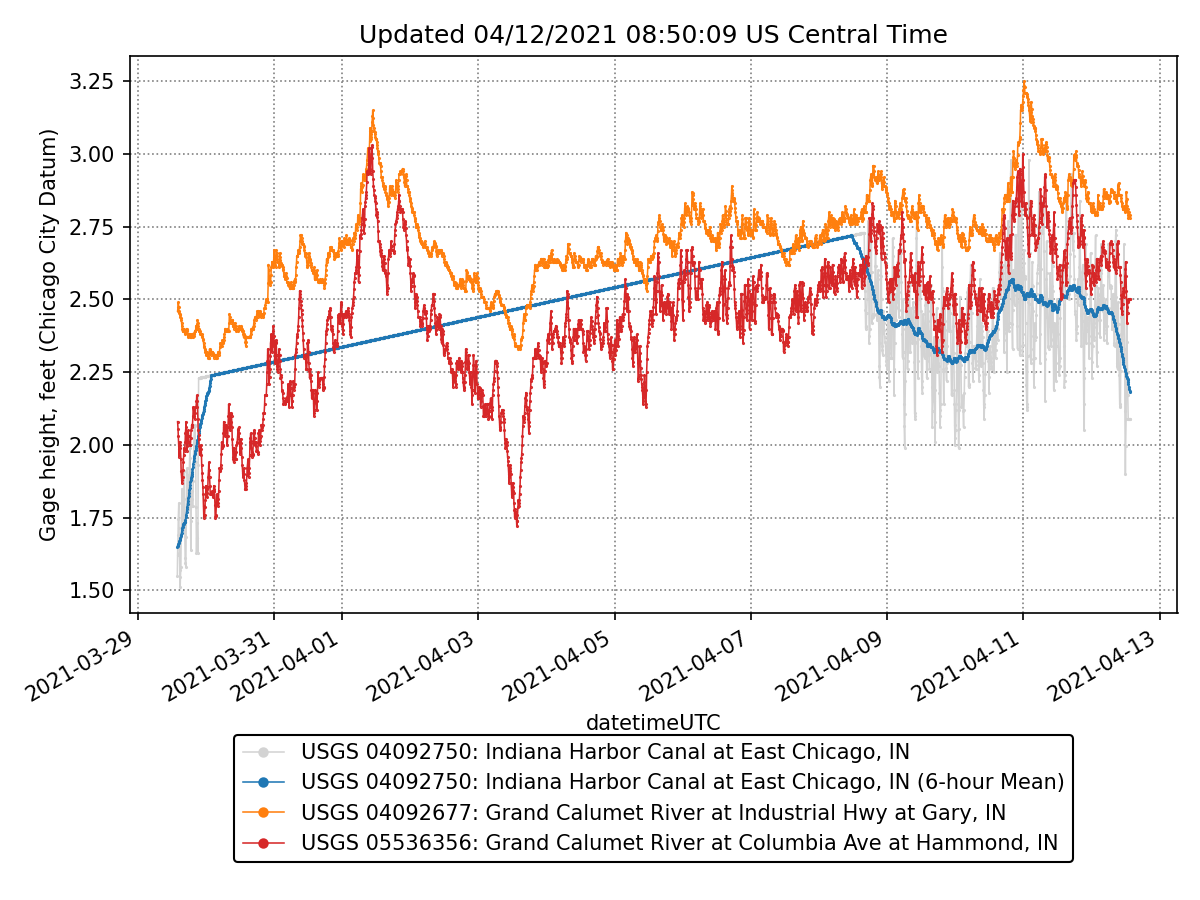 Updated 04/12/2021 08:50:09 US Central Time
Gage height, feet (Chicago City Datum)
3.25
3.00
2.75
2.50
2.25
2.00
1.75
1.50
2021-03-29
2021-03-31
2021-04-01
2021-04-03
2021-04-05
2021-04-07
2021-04-09
2021-04-11
2021-04-13
datetimeUTC
USGS 04092750: Indiana Harbor Canal at East Chicago, IN
USGS 04092750: Indiana Harbor Canal at East Chicago, IN (6-hour Mean)
USGS 04092677: Grand Calumet River at Industrial Hwy at Gary, IN
USGS 05536356: Grand Calumet River at Columbia Ave at Hammond, IN